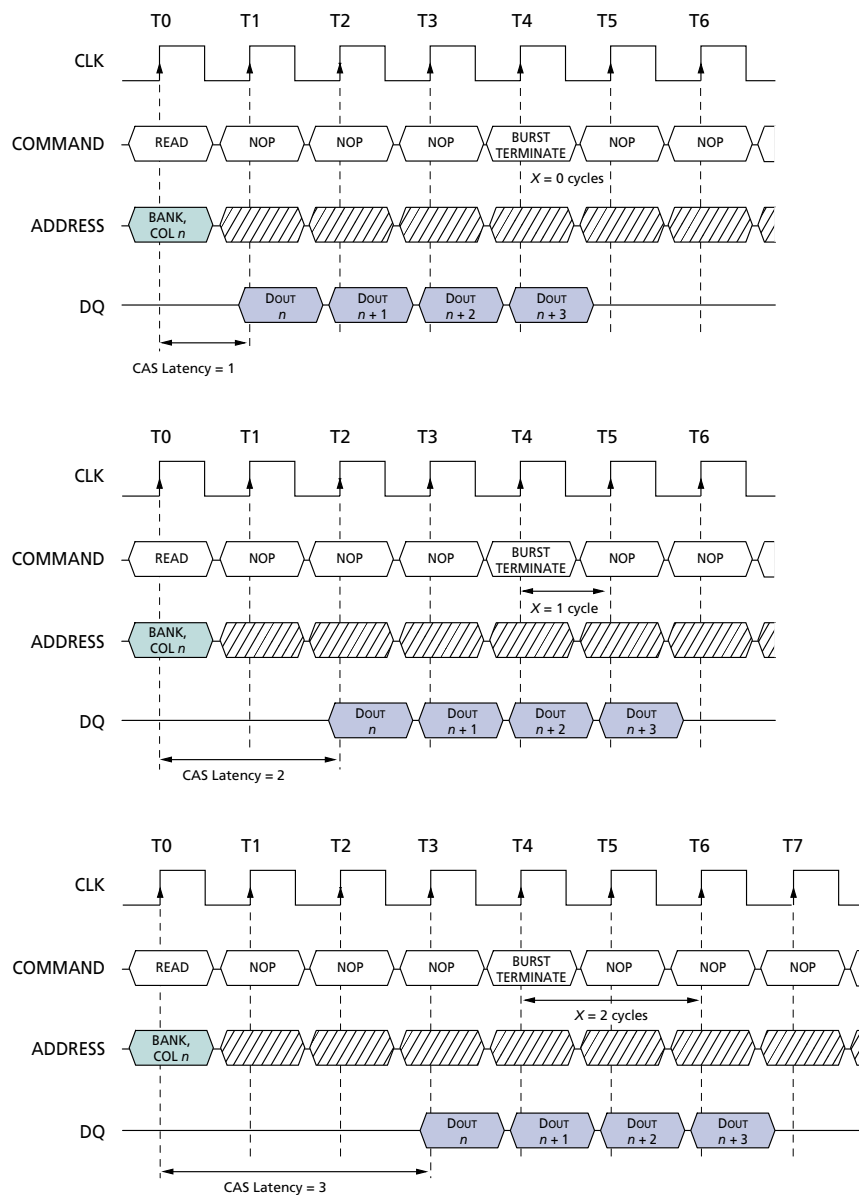 T0 T1 T2 T3 T4 T5 T6
CLK
COMMAND READ NOP NOP NOP BURST TERMINATE NOP NOP
X = 0 cycles
ADDRESS BANK, COL n
DQ DOUT n DOUT n + 1 DOUT n + 2 DOUT n + 3
CAS Latency = 1
T0 T1 T2 T3 T4 T5 T6
CLK
COMMAND READ NOP NOP NOP BURST TERMINATE NOP NOP
X = 1 cycle
ADDRESS BANK, COL n
DQ DOUT n DOUT n + 1 DOUT n + 2 DOUT n + 3
CAS Latency = 2
T0 T1 T2 T3 T4 T5 T6 T7
CLK
COMMAND READ NOP NOP NOP BURST TERMINATE NOP NOP NOP
X = 2 cycles
ADDRESS BANK, COL n
DQ DOUT n DOUT n + 1 DOUT n + 2 DOUT n + 3
CAS Latency = 3